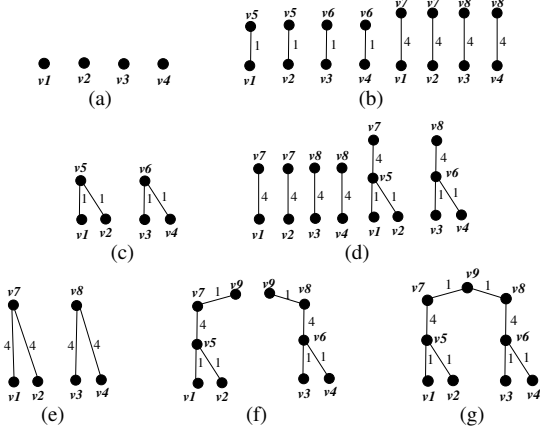 v5 v5 v6 v6 v7 v7 v8 v8
1 1 1 1 4 4 4 4
v1 v2 v3 v4 v1 v2 v3 v4 v1 v2 v3 v4
(a) (b)
v5 v6 v7 v7 v8 v8 v7 v8
4 4
v5 v6
1 1 1 1 4 4 4 4 1 1 1 1
v1 v2 v3 v4 v1 v2 v3 v4 v1 v2 v3 v4
(c) (d)
v7 v8 v7 v9 v9 v8 v7 v9 v8
1 1 1 1
4 4 4 4
v5 v6 v5 v6
4 4 4 4 1 1 1 1 1 1 1 1
v1 v2 v3 v4 v1 v2 v3 v4 v1 v2 v3 v4
(e) (f) (g)